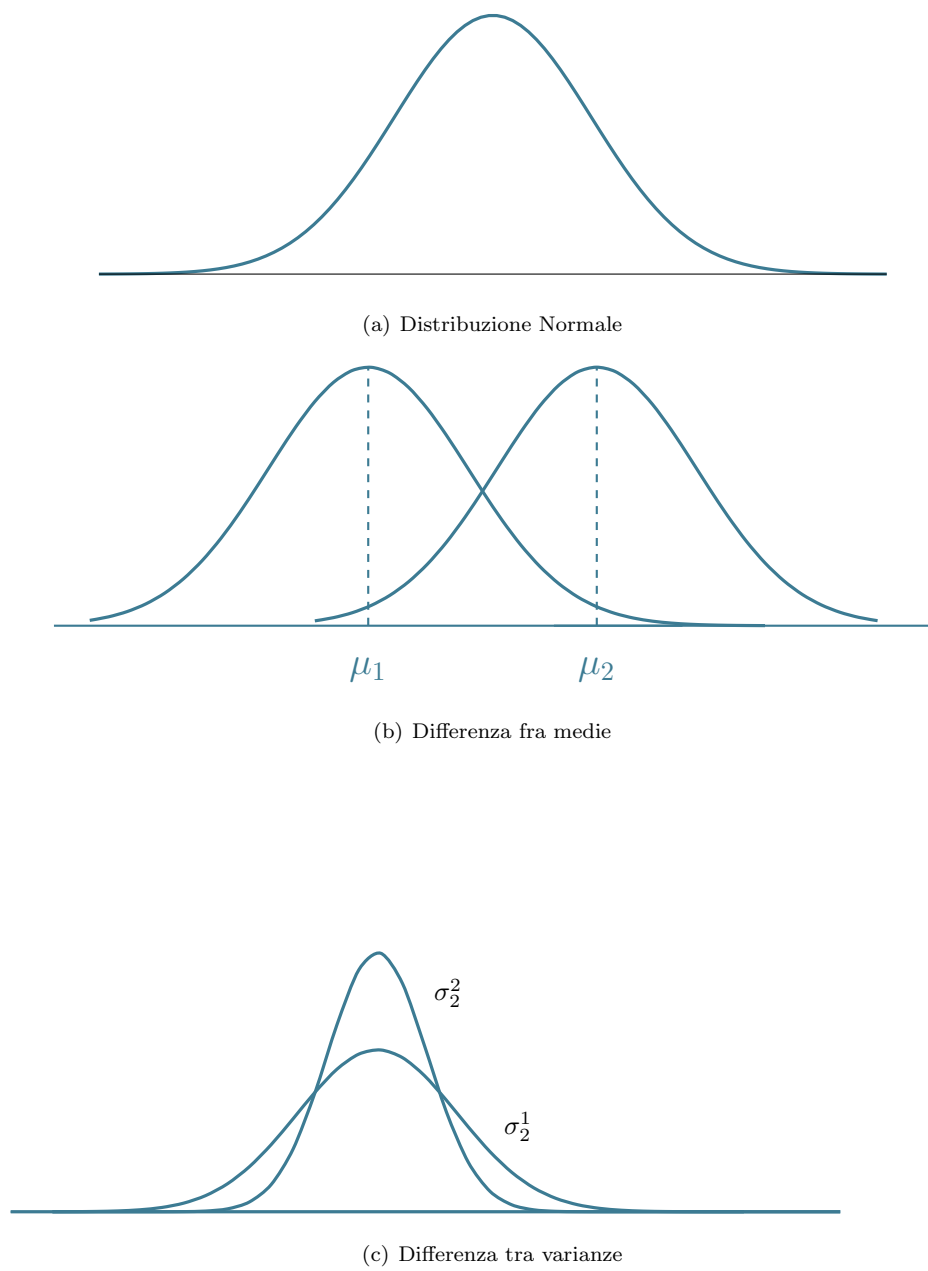 (a) Distribuzione Normale
μ₁ μ₂
(b) Differenza fra medie
σ₂²
σ₂¹
(c) Differenza tra varianze